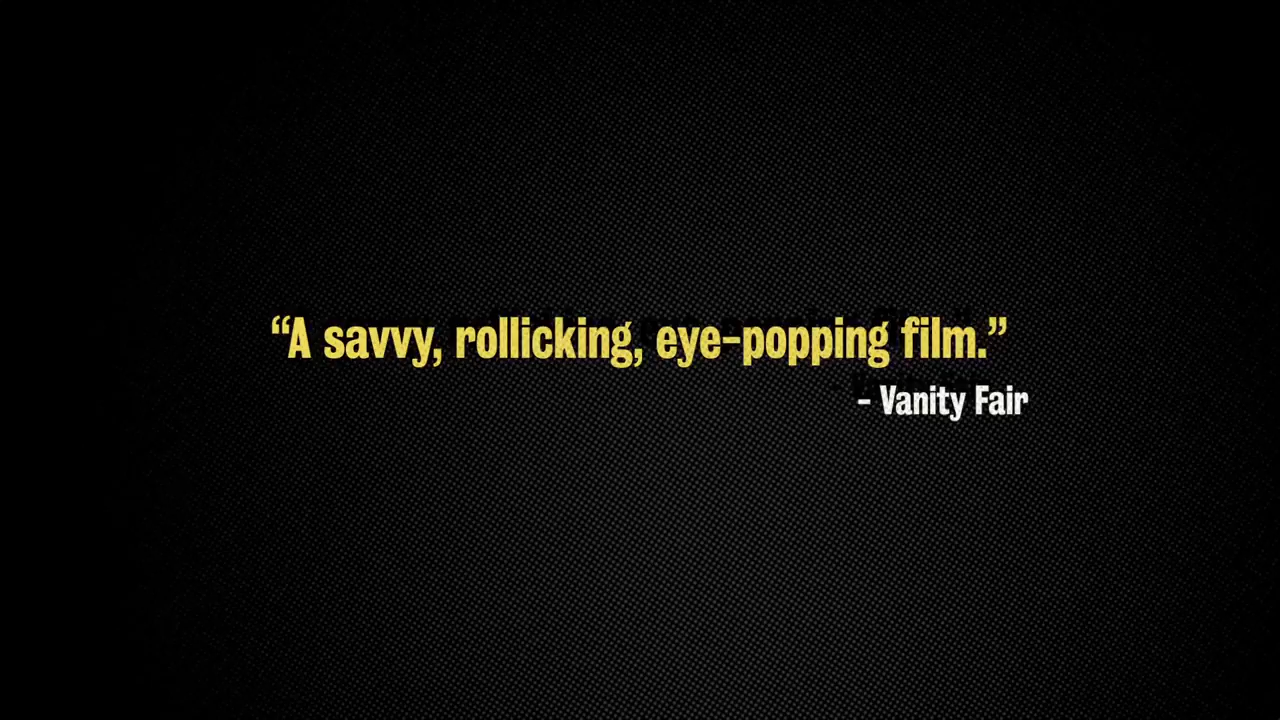 “A savvy, rollicking, eye-popping film.”
- Vanity Fair